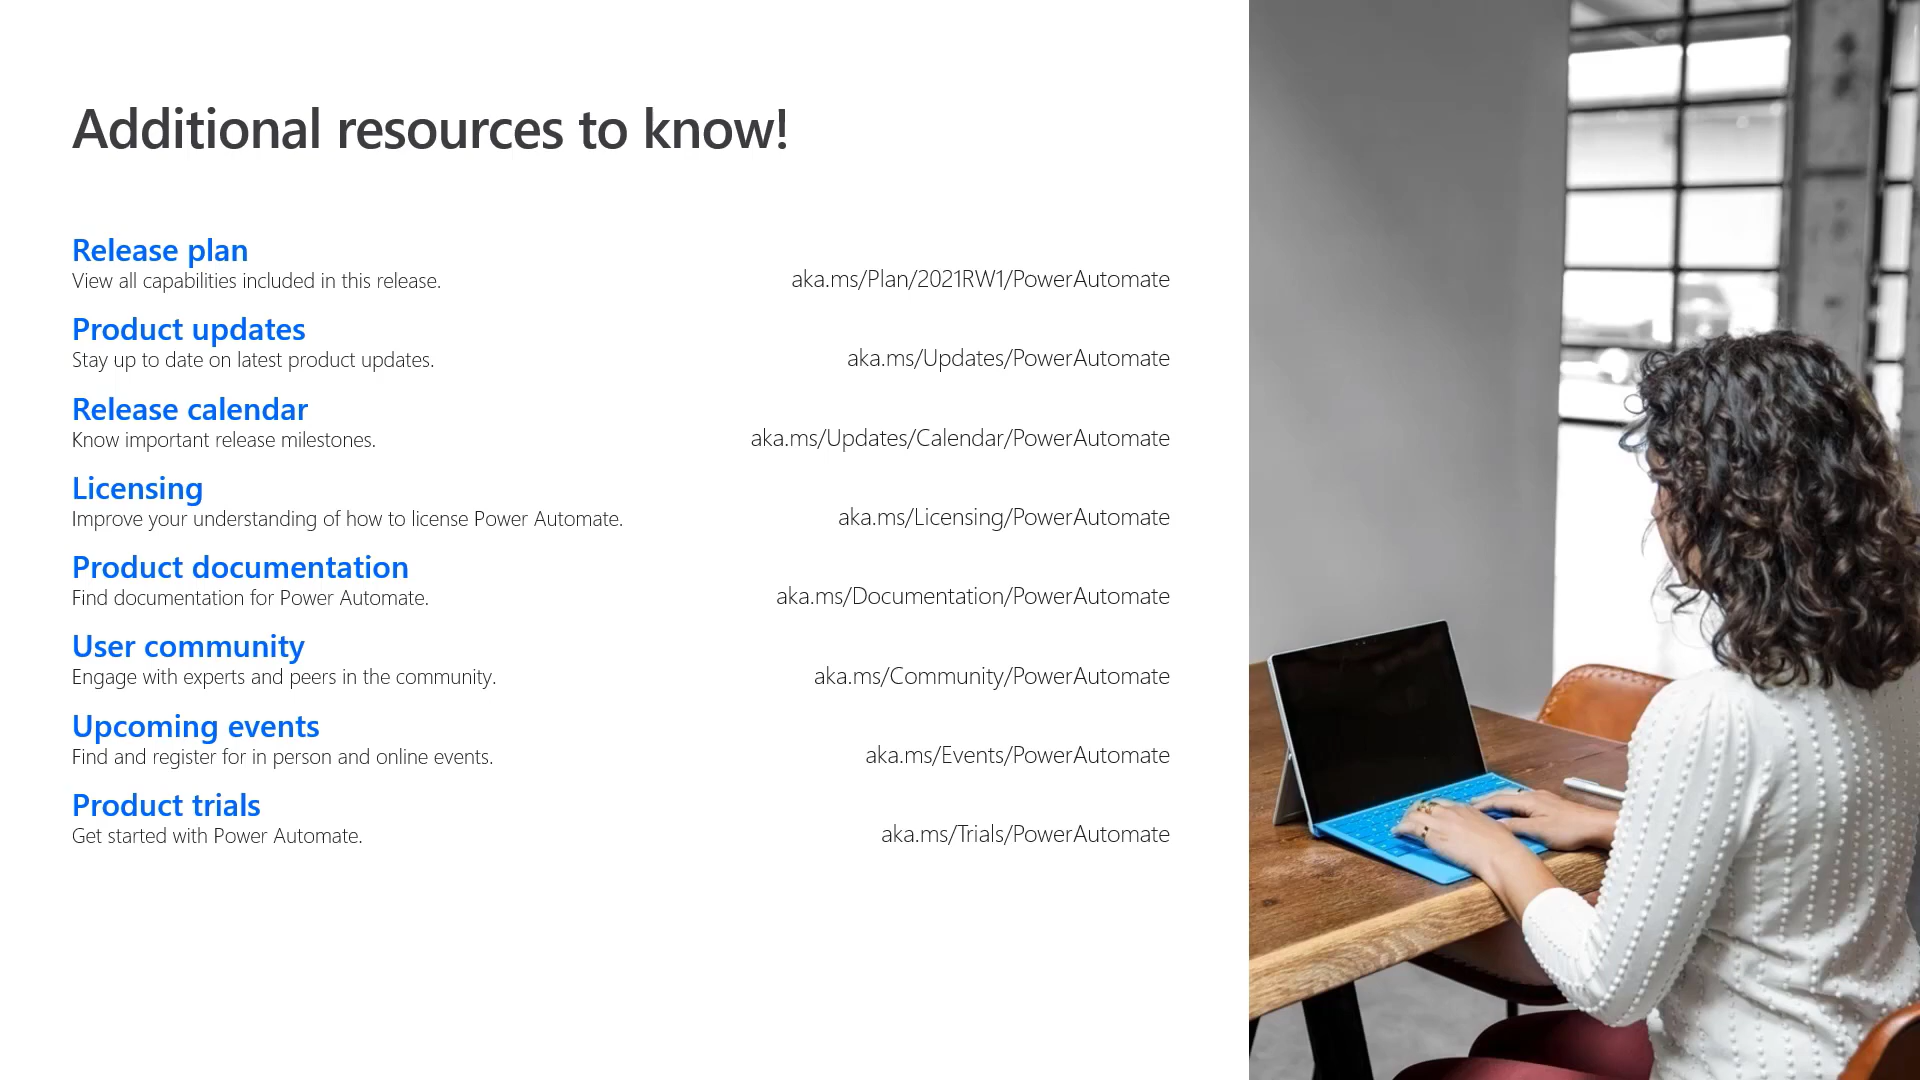 Additional resources to know!
Release plan
View all capabilities included in this release.
aka.ms/Plan/2021RW1/PowerAutomate
Product updates
Stay up to date on latest product updates.
aka.ms/Updates/PowerAutomate
Release calendar
Know important release milestones.
aka.ms/Updates/Calendar/PowerAutomate
Licensing
Improve your understanding of how to license Power Automate.
aka.ms/Licensing/PowerAutomate
Product documentation
Find documentation for Power Automate.
aka.ms/Documentation/PowerAutomate
User community
Engage with experts and peers in the community.
aka.ms/Community/PowerAutomate
Upcoming events
Find and register for in person and online events.
aka.ms/Events/PowerAutomate
Product trials
Get started with Power Automate.
aka.ms/Trials/PowerAutomate